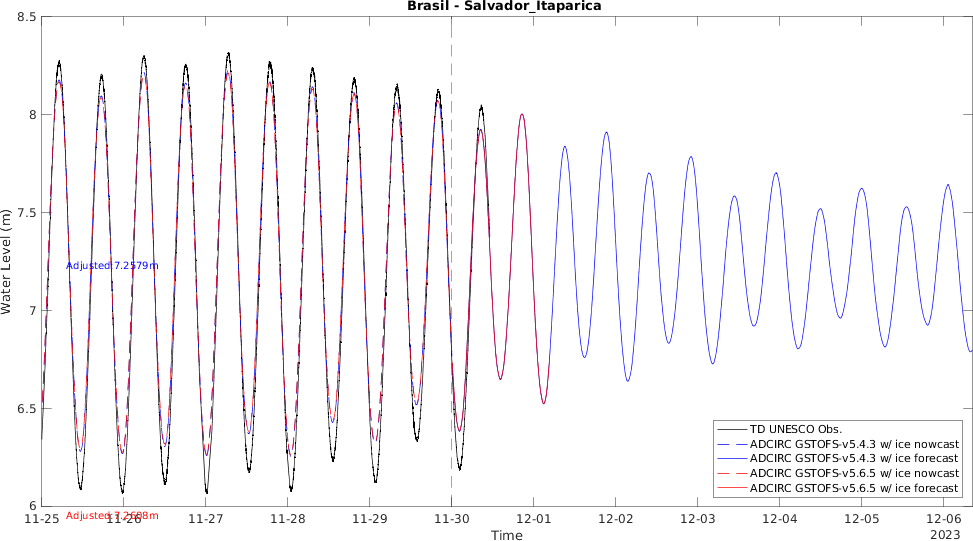 Brasil - Salvador_Itaparica
8.5
8
7.5
7
6.5
6
Water Level (m)
Adjusted:7.2579m
Adjusted:7.2608m
TD UNESCO Obs.
ADCIRC GSTOFS-v5.4.3 w/ ice nowcast
ADCIRC GSTOFS-v5.4.3 w/ ice forecast
ADCIRC GSTOFS-v5.6.5 w/ ice nowcast
ADCIRC GSTOFS-v5.6.5 w/ ice forecast
11-25 11-26 11-27 11-28 11-29 11-30 12-01 12-02 12-03 12-04 12-05 12-06
Time
2023